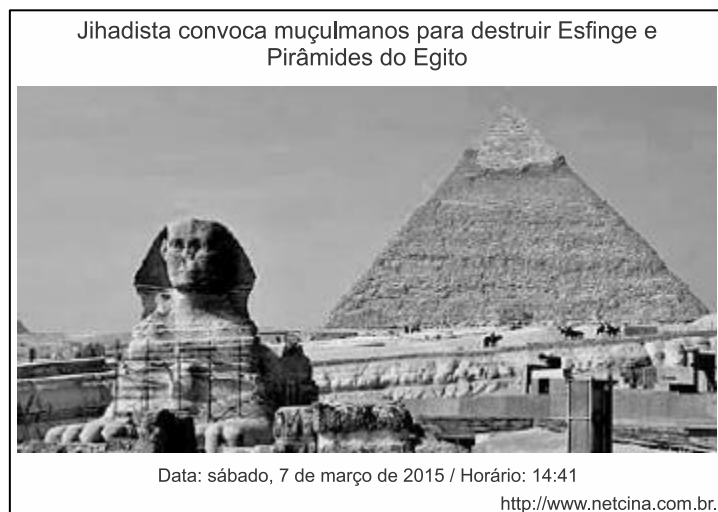 Jihadista convoca muçulmanos para destruir Esfinge e
Pirâmides do Egito
Data: sábado, 7 de março de 2015 / Horário: 14:41
http://www.netcina.com.br.